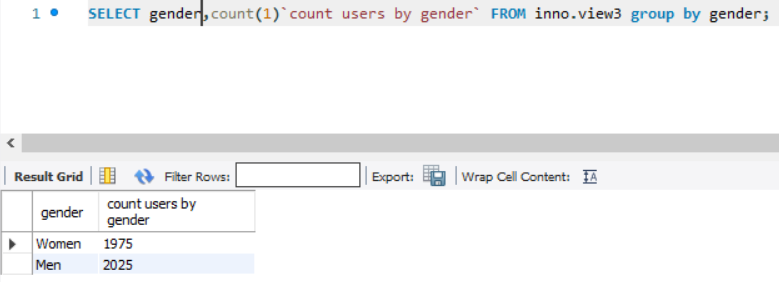 1 SELECT gender,count(1)`count users by gender` FROM inno.view3 group by gender;
Result Grid Filter Rows: Export: Wrap Cell Content:
gender count users by
gender
Women 1975
Men 2025